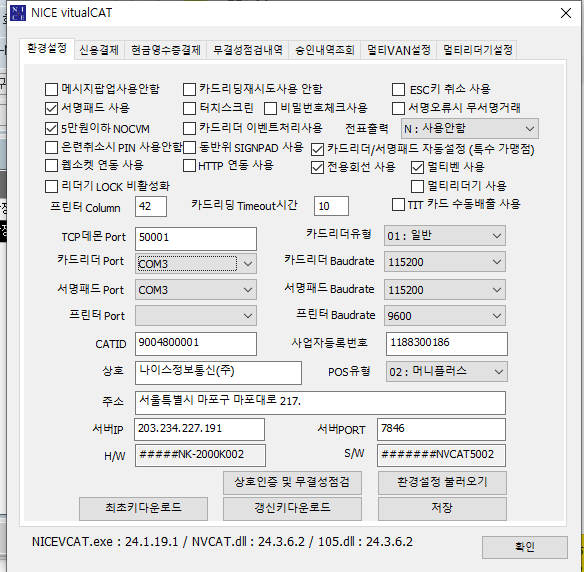 NICE vitualCAT
환경설정 신용결제 현금영수증결제 무결성점검내역 승인내역조회 멀티VAN설정 멀티리더기설정
메시지팝업사용안함 카드리딩재시도사용 안함 ESC키 취소 사용
서명패드 사용 터치스크린 비밀번호체크사용 서명오류시 무서명거래
5만원이하 NOCVM 카드리더 이벤트처리사용 전표출력 N : 사용안함
은련취소시 PIN 사용안함 동반위 SIGNPAD 사용 카드리더/서명패드 자동설정 (특수 가맹점)
웹소켓 연동 사용 HTTP 연동 사용 전용회선 사용 멀티벤 사용
리더기 LOCK 비활성화 멀티리더기 사용
프린터 Column 42 카드리딩 Timeout시간 10 TIT 카드 수동배출 사용
TCP데몬 Port 50001 카드리더유형 01 : 일반
카드리더 Port COM3 카드리더 Baudrate 115200
서명패드 Port COM3 서명패드 Baudrate 115200
프린터 Port 프린터 Baudrate 9600
CATID 9004800001 사업자등록번호 1188300186
상호 나이스정보통신(주) POS유형 02 : 머니플러스
주소 서울특별시 마포구 마포대로 217.
서버IP 203.234.227.191 서버PORT 7846
H/W #####NK-2000K002 S/W #######NVCAT5002
상호인증 및 무결성점검 환경설정 불러오기
최초키다운로드 갱신키다운로드 저장
NICEVCAT.exe : 24.1.19.1 / NVCAT.dll : 24.3.6.2 / 105.dll : 24.3.6.2
확인